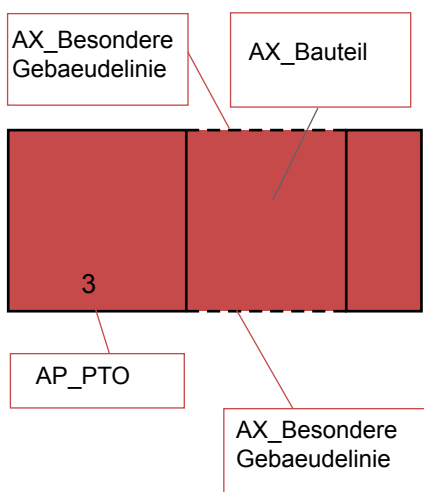 AX_Besondere
Gebaeudelinie
AX_Bauteil
3
AP_PTO
AX_Besondere
Gebaeudelinie